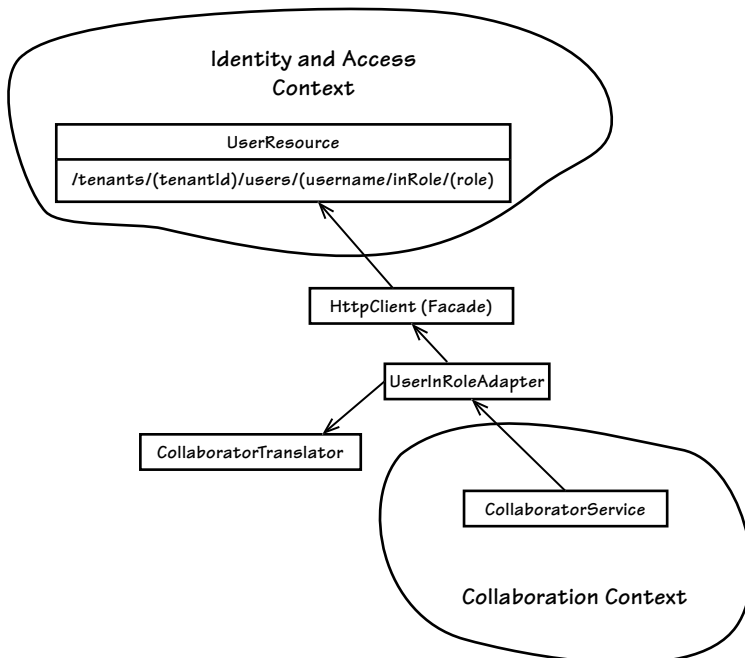 Identity and Access
Context
UserResource
/tenants/(tenantId)/users/(username/inRole/(role)
HttpClient (Facade)
UserInRoleAdapter
CollaboratorTranslator
CollaboratorService
Collaboration Context